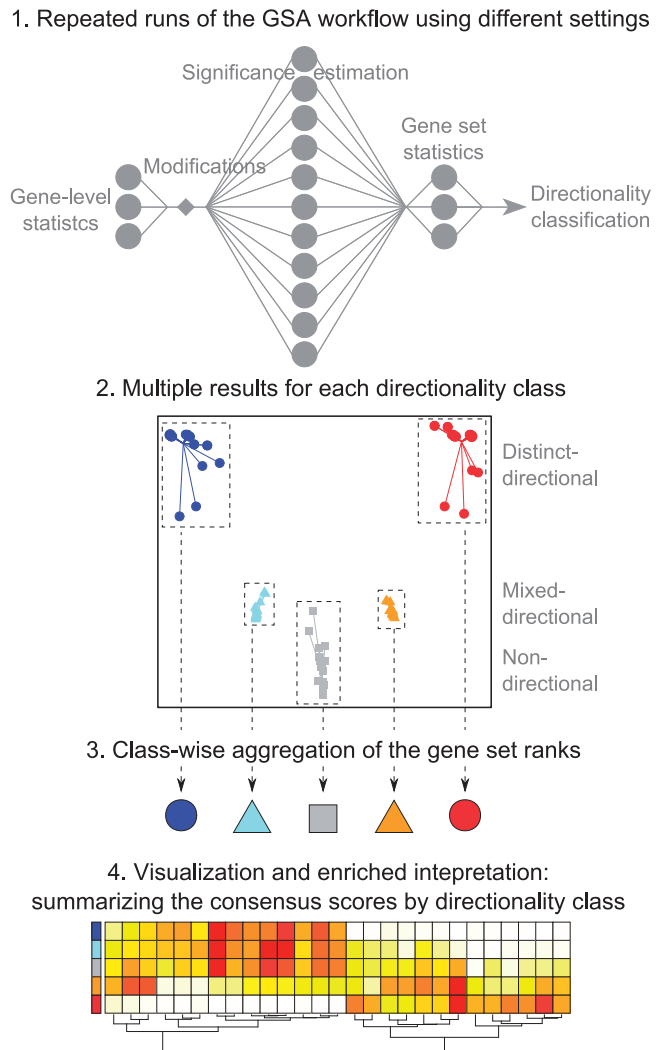 1. Repeated runs of the GSA workflow using different settings
Significance estimation
Gene set
statistics
Modifications
Gene-level
statistcs
Directionality
classification
2. Multiple results for each directionality class
Distinct-
directional
Mixed-
directional
Non-
directional
3. Class-wise aggregation of the gene set ranks
4. Visualization and enriched intepretation:
summarizing the consensus scores by directionality class